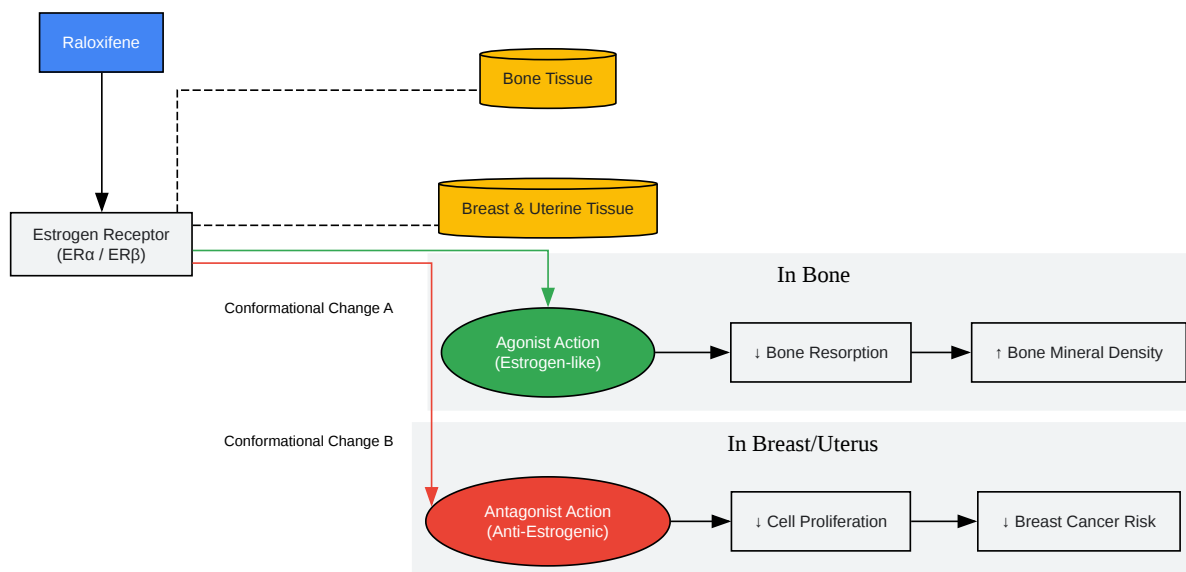 Raloxifene
Bone Tissue
Breast & Uterine Tissue
Estrogen Receptor
(ERα / ERβ)
In Bone
Conformational Change A
Agonist Action
(Estrogen-like)
↓ Bone Resorption
↑ Bone Mineral Density
Conformational Change B
In Breast/Uterus
Antagonist Action
(Anti-Estrogenic)
↓ Cell Proliferation
↓ Breast Cancer Risk